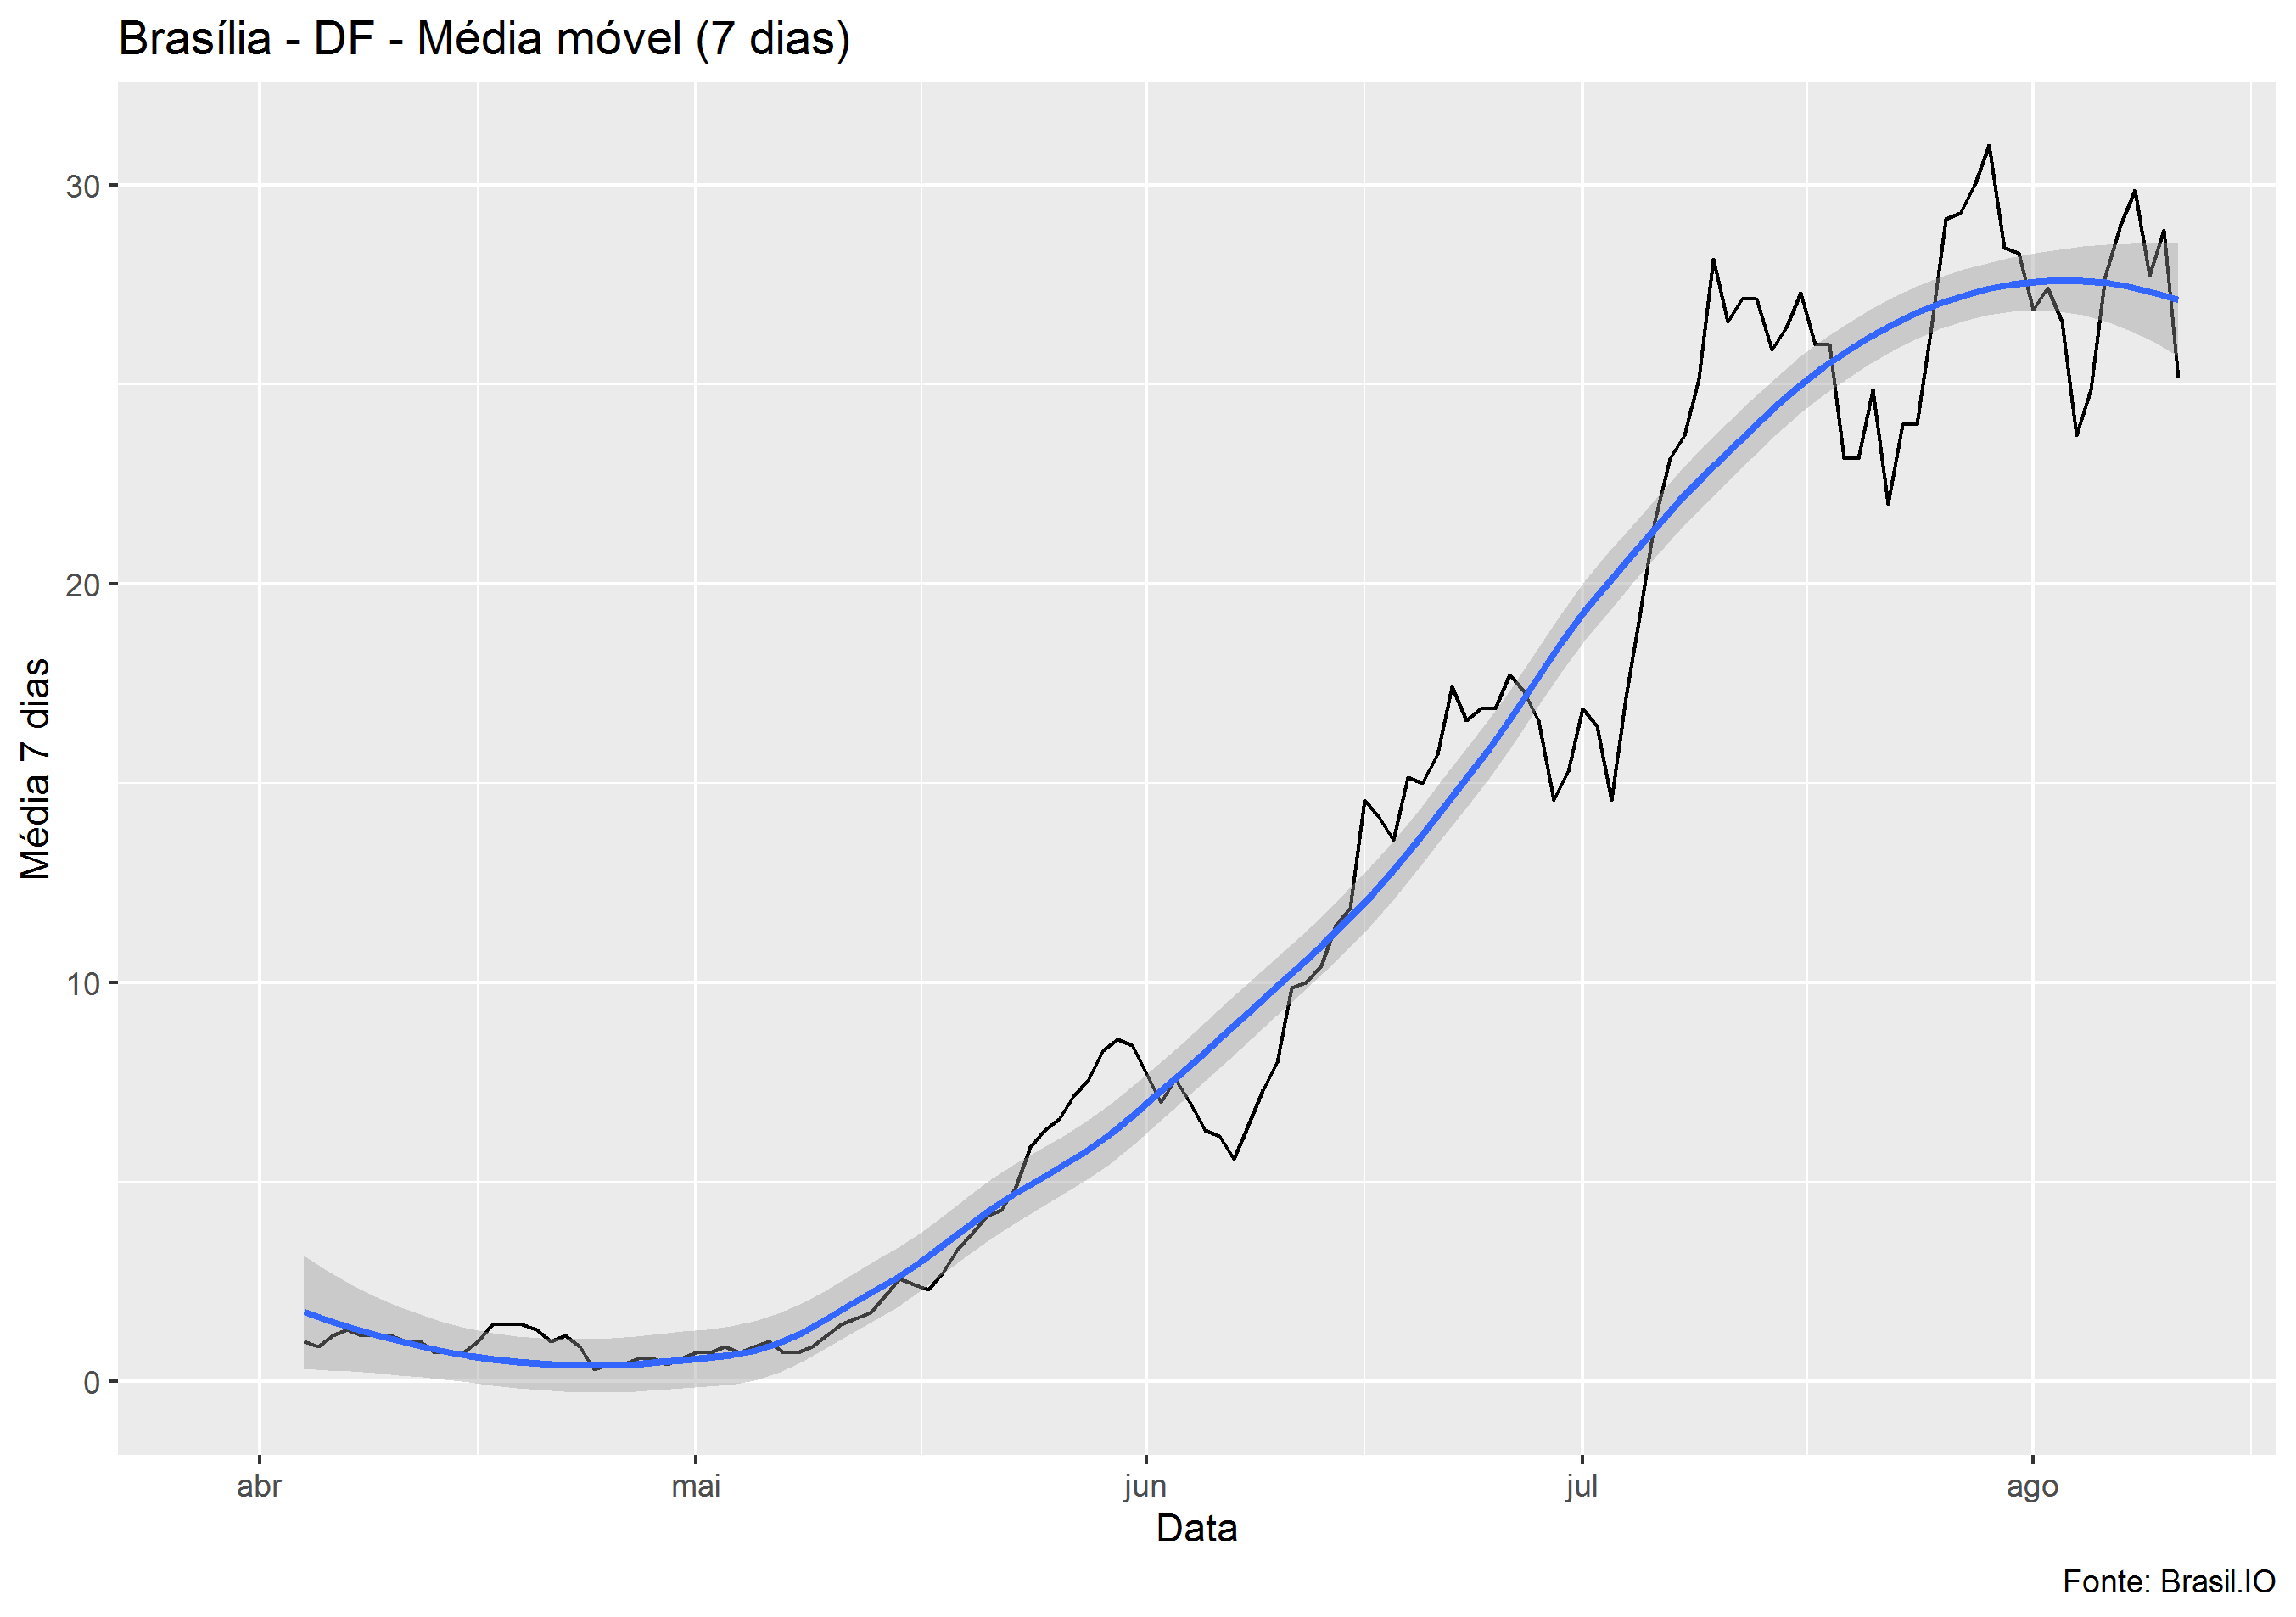 Brasília - DF - Média móvel (7 dias)
Média 7 dias
30
20
10
0
abr mai jun jul ago
Data
Fonte: Brasil.IO